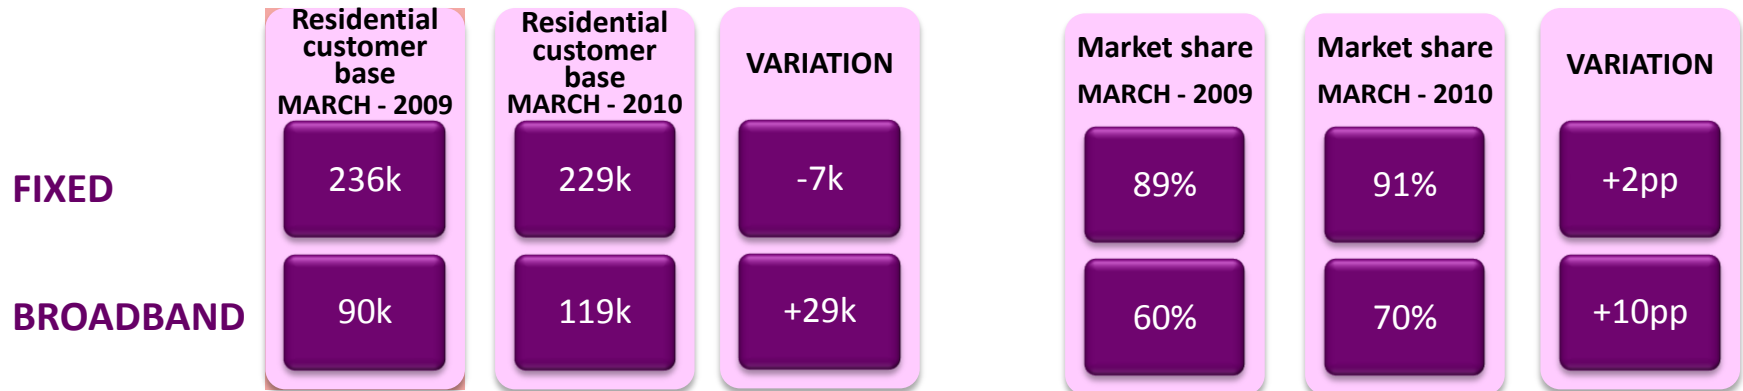 Residential
customer
base
MARCH - 2009
Residential
customer
base
MARCH - 2010
VARIATION
Market share
MARCH - 2009
Market share
MARCH - 2010
VARIATION
FIXED
236k
229k
-7k
89%
91%
+2pp
BROADBAND
90k
119k
+29k
60%
70%
+10pp